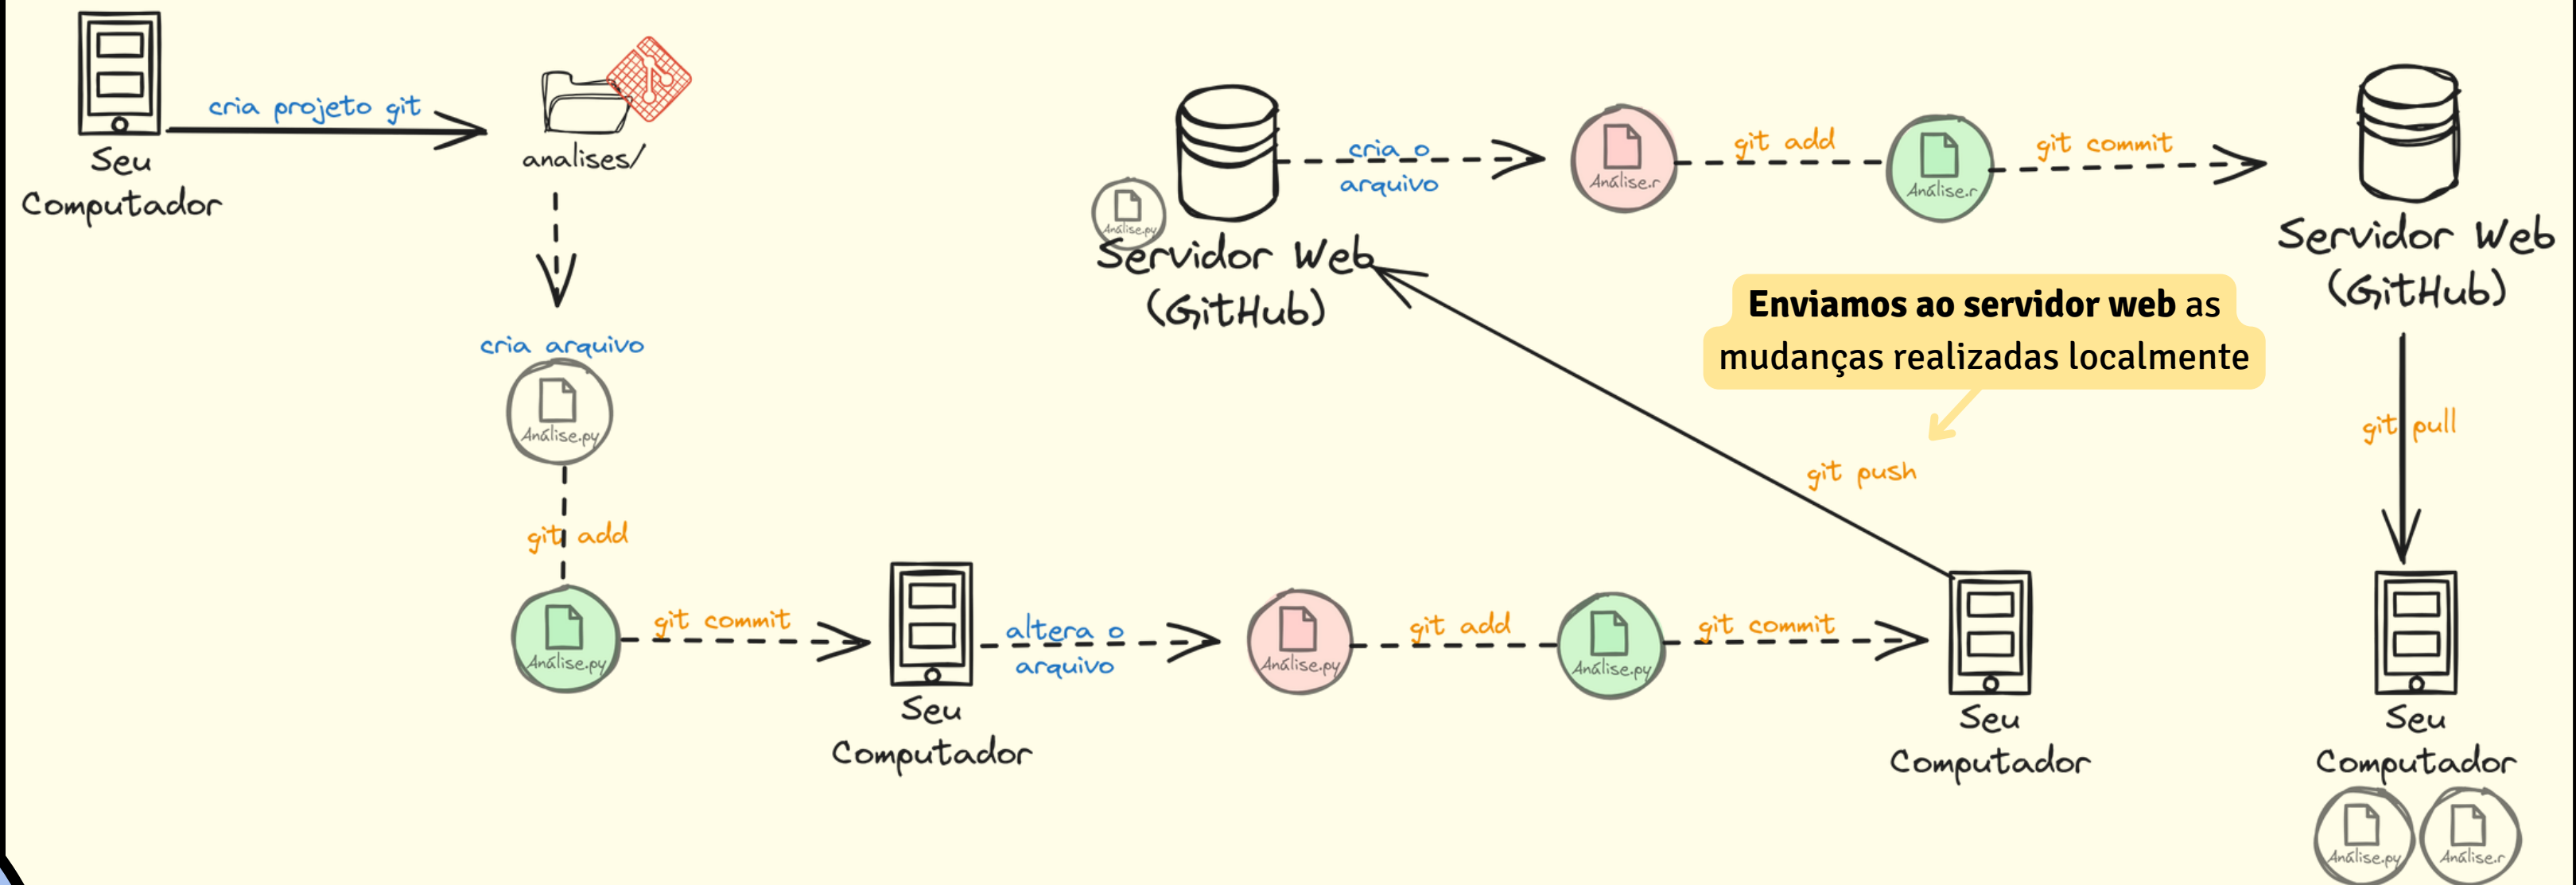 Seu
Computador
cria projeto git
analises/
cria arquivo
Análise.py
git add
Análise.py
git commit
Seu
Computador
altera o
arquivo
Análise.py
git add
Análise.py
git commit
Seu
Computador
git push
Enviamos ao servidor web as
mudanças realizadas localmente
Análise.py
Servidor Web
(GitHub)
cria o
arquivo
Análise.r
git add
Análise.r
git commit
Servidor Web
(GitHub)
git pull
Seu
Computador
Análise.py
Análise.r